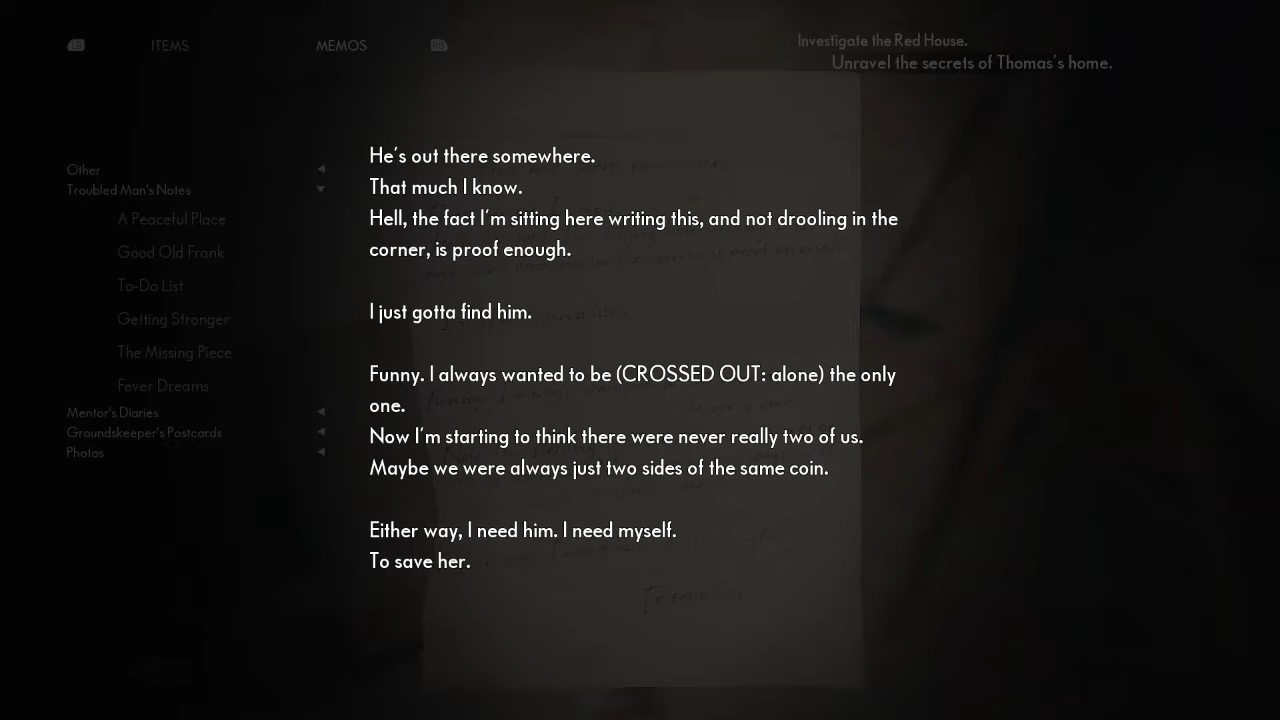 LB
ITEMS
MEMOS
RB
Investigate the Red House.
Unravel the secrets of Thomas's home.
Other
Troubled Man's Notes
A Peaceful Place
Good Old Frank
To-Do List
Getting Stronger
The Missing Piece
Fever Dreams
Mentor's Diaries
Groundskeeper's Postcards
Photos
He's out there somewhere.
That much I know.
Hell, the fact I'm sitting here writing this, and not drooling in the
corner, is proof enough.
I just gotta find him.
Funny. I always wanted to be (CROSSED OUT: alone) the only
one.
Now I'm starting to think there were never really two of us.
Maybe we were always just two sides of the same coin.
Either way, I need him. I need myself.
To save her.